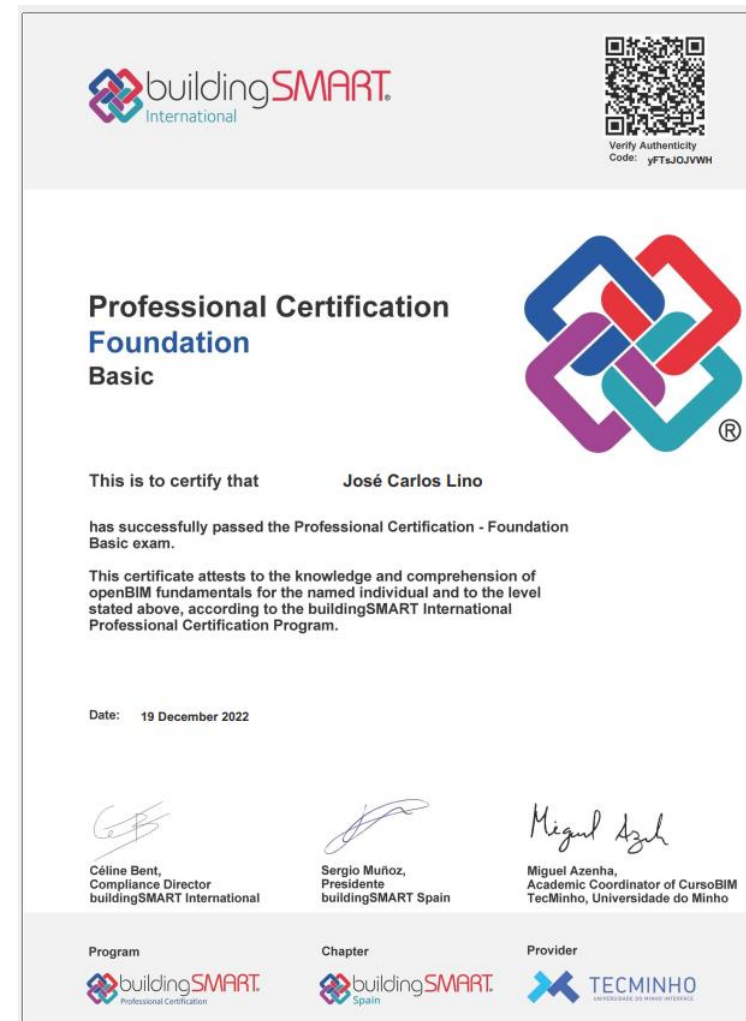 buildingSMART®
International
Verify Authenticity
Code: yFTsJOJVWH
Professional Certification
Foundation
Basic
®
This is to certify that José Carlos Lino
has successfully passed the Professional Certification - Foundation
Basic exam.
This certificate attests to the knowledge and comprehension of
openBIM fundamentals for the named individual and to the level
stated above, according to the buildingSMART International
Professional Certification Program.
Date: 19 December 2022
Miguel
Céline Bent,
Compliance Director
buildingSMART International
Sergio Muñoz,
Presidente
buildingSMART Spain
Miguel Azenha,
Academic Coordinator of CursoBIM
TecMinho, Universidade do Minho
Program
Chapter
Provider
buildingSMART®
Professional Certification
buildingSMART®
Spain
TECMINHO
UNIVERSIDADE DO MINHO INTERFACE